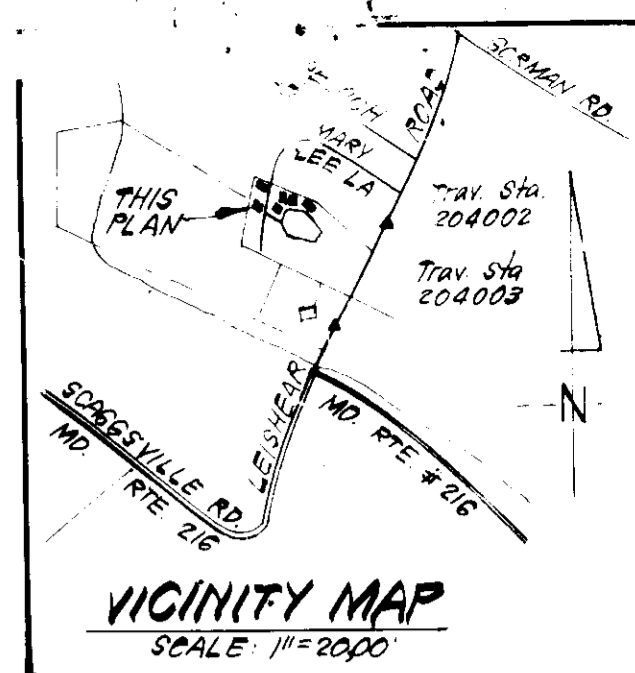 GORMAN RD.
ROAD
MARY
LEE LA
THIS
PLAN
Trav. Sta.
204002
Trav. Sta
204003
LEISHEAR
SCAGGSVILLE RD.
MD. RTE. 216
MD. RTE. # 216
N
VICINITY MAP
SCALE: 1"=2000'